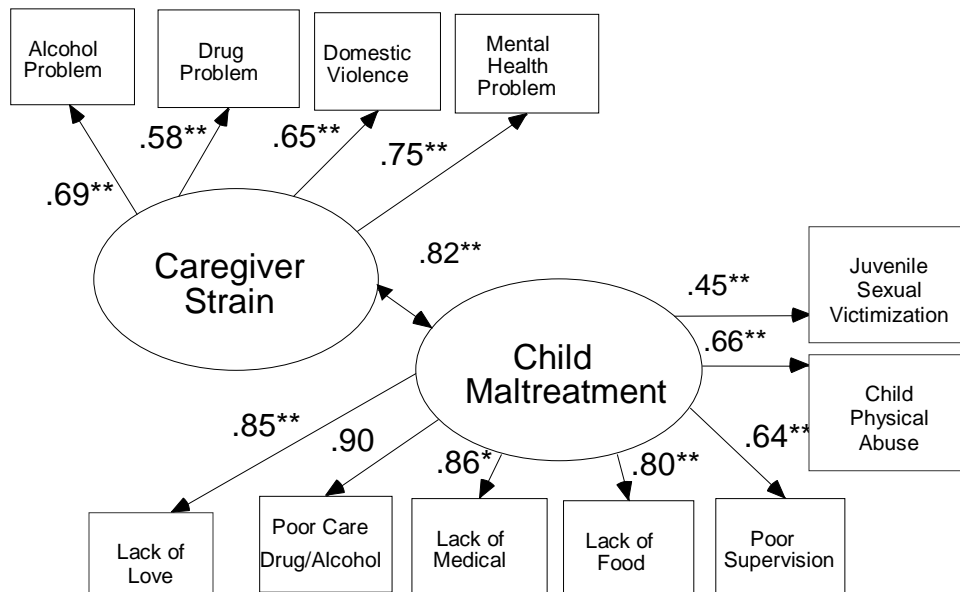 Alcohol
Problem
Drug
Problem
Domestic
Violence
Mental
Health
Problem
.69**
.58**
.65**
.75**
Caregiver
Strain
.82**
Child
Maltreatment
.45**
Juvenile
Sexual
Victimization
.66**
Child
Physical
Abuse
.85**
.90
.86*
.80**
.64**
Lack of
Love
Poor Care
Drug/Alcohol
Lack of
Medical
Lack of
Food
Poor
Supervision